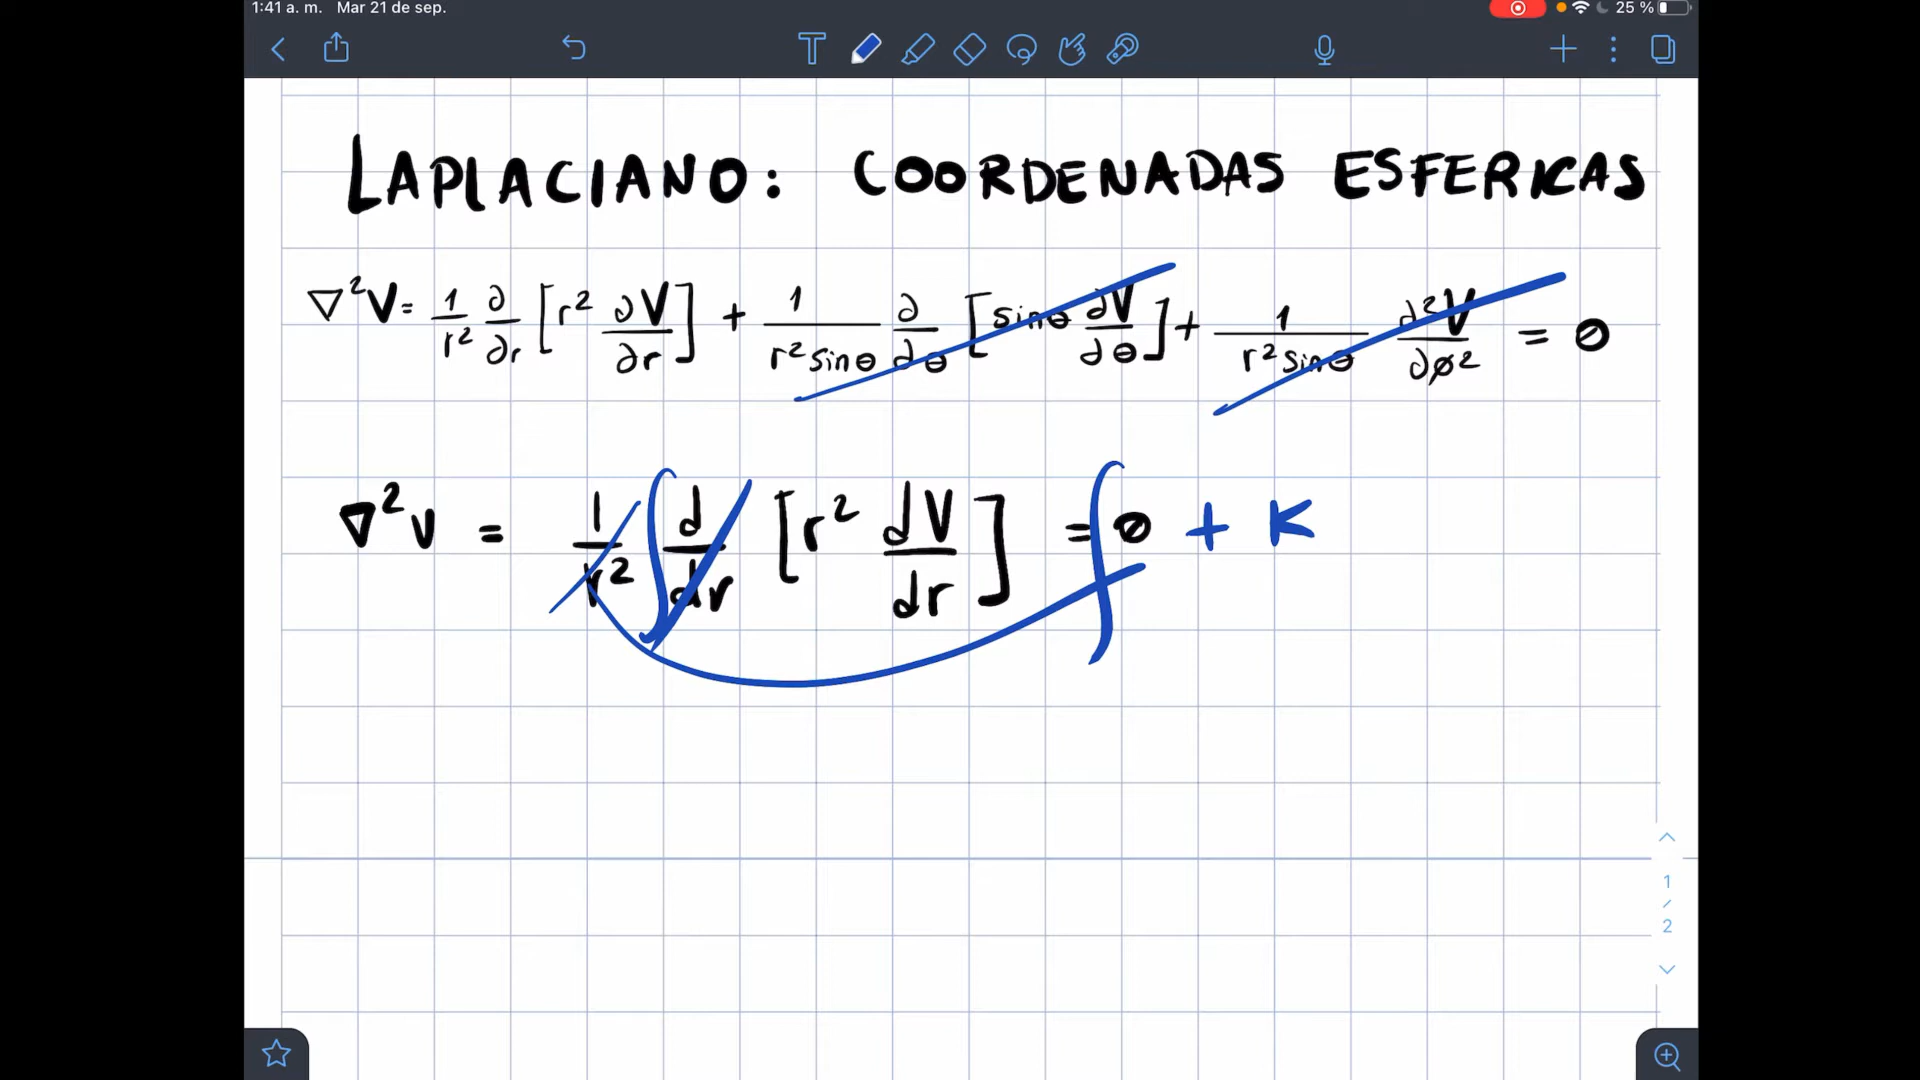 1:41 a. m. Mar 21 de sep. 25 %
LAPLACIANO: COORDENADAS ESFERICAS
∇²V = 1/r² ∂/∂r [r² ∂V/∂r] + 1/(r² sinθ) ∂/∂θ [sinθ ∂V/∂θ] + 1/(r² sinθ) ∂²V/∂ø² = 0
∇²V = 1/r² ∫ d/dr [r² dV/dr] = ∫ 0 + K
1 / 2